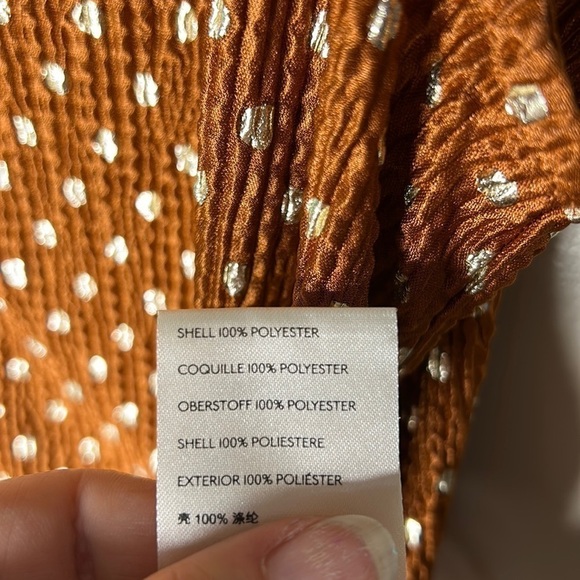 SHELL 100% POLYESTER
COQUILLE 100% POLYESTER
OBERSTOFF 100% POLYESTER
SHELL 100% POLIESTERE
EXTERIOR 100% POLIÉSTER
壳 100% 涤纶